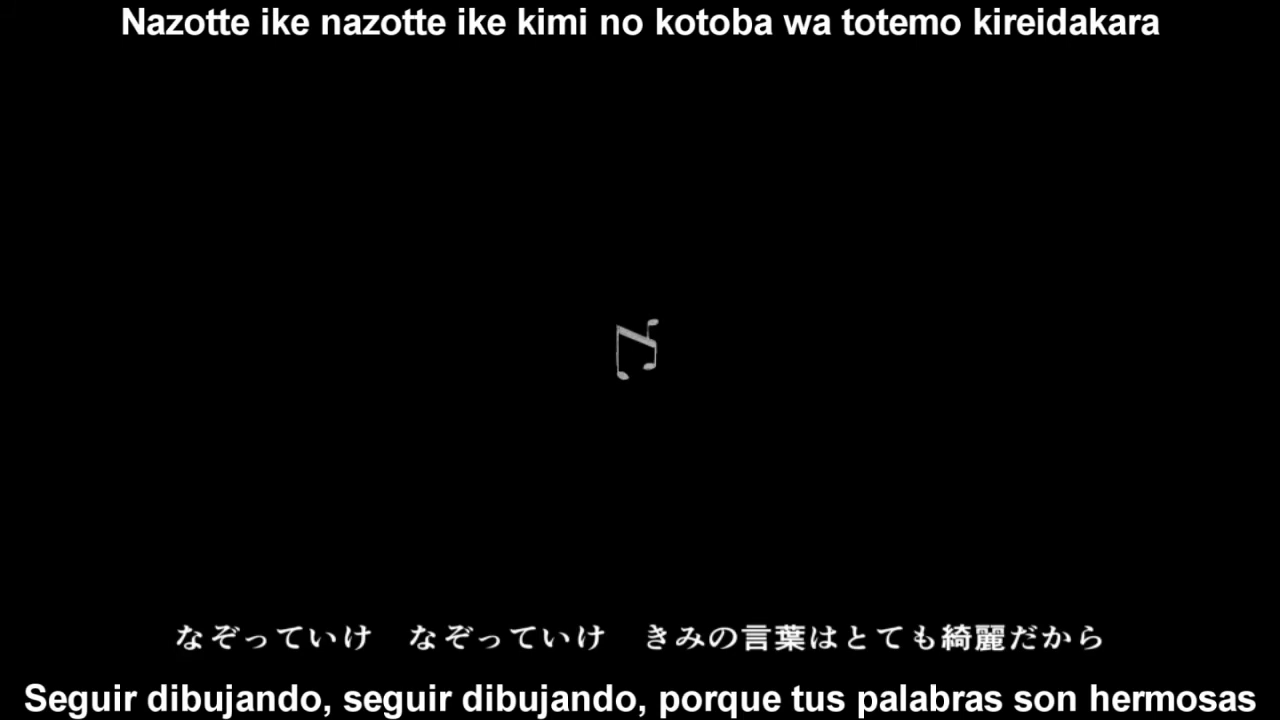 Nazotte ike nazotte ike kimi no kotoba wa totemo kireidakara
なぞっていけ　なぞっていけ　きみの言葉はとても綺麗だから
Seguir dibujando, seguir dibujando, porque tus palabras son hermosas